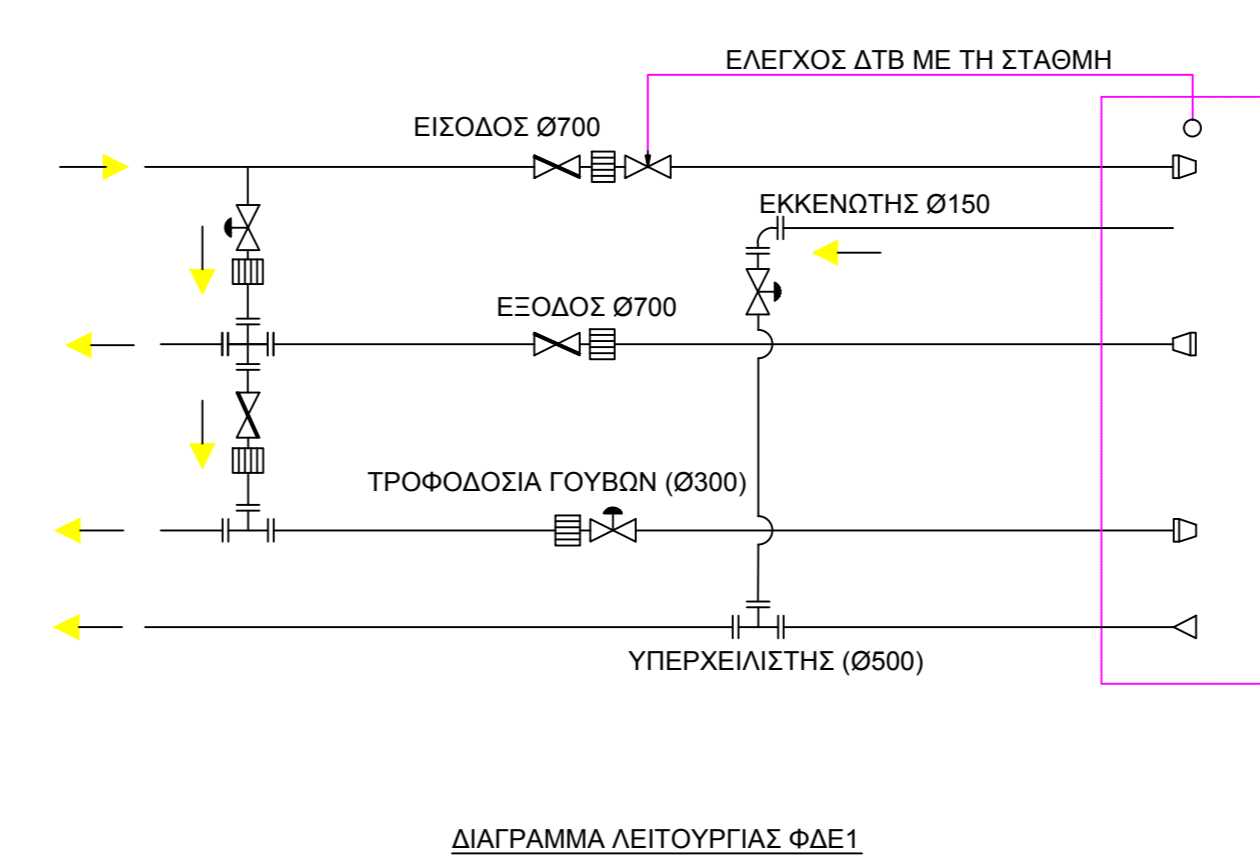 ΕΛΕΓΧΟΣ ΔΤΒ ΜΕ ΤΗ ΣΤΑΘΜΗ
ΕΙΣΟΔΟΣ Ø700
ΕΚΚΕΝΩΤΗΣ Ø150
ΕΞΟΔΟΣ Ø700
ΤΡΟΦΟΔΟΣΙΑ ΓΟΥΒΩΝ (Ø300)
ΥΠΕΡΧΕΙΛΙΣΤΗΣ (Ø500)
ΔΙΑΓΡΑΜΜΑ ΛΕΙΤΟΥΡΓΙΑΣ ΦΔΕ1